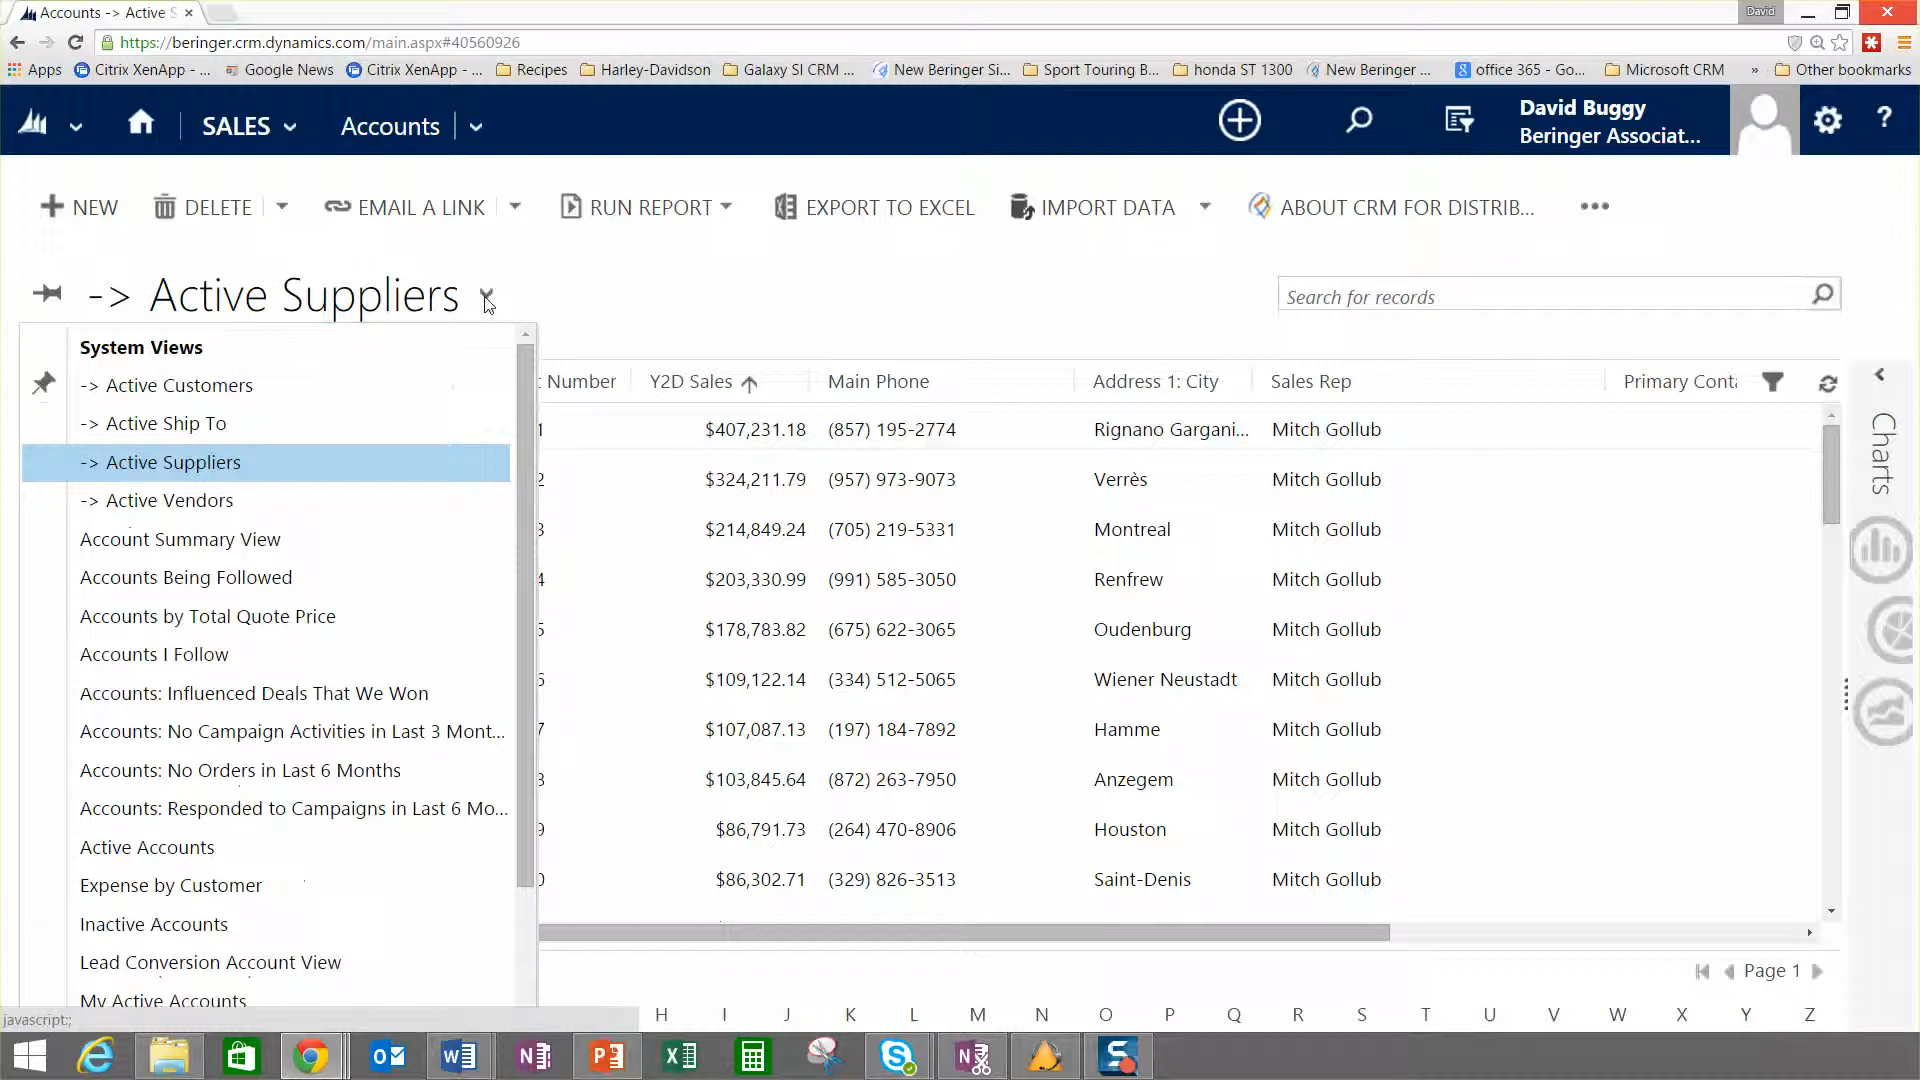 Accounts -> Active S
David
https://beringer.crm.dynamics.com/main.aspx#40560926
Apps
Citrix XenApp - ...
Google News
Citrix XenApp - ...
Recipes
Harley-Davidson
Galaxy SI CRM ...
New Beringer Si...
Sport Touring B...
honda ST 1300
New Beringer ...
office 365 - Go...
Microsoft CRM
»
Other bookmarks
SALES
Accounts
David Buggy
Beringer Associat...
?
NEW
DELETE
EMAIL A LINK
RUN REPORT
EXPORT TO EXCEL
IMPORT DATA
ABOUT CRM FOR DISTRIB...
-> Active Suppliers
Search for records
System Views
-> Active Customers
-> Active Ship To
-> Active Suppliers
-> Active Vendors
Account Summary View
Accounts Being Followed
Accounts by Total Quote Price
Accounts I Follow
Accounts: Influenced Deals That We Won
Accounts: No Campaign Activities in Last 3 Mont...
Accounts: No Orders in Last 6 Months
Accounts: Responded to Campaigns in Last 6 Mo...
Active Accounts
Expense by Customer
Inactive Accounts
Lead Conversion Account View
My Active Accounts
: Number Y2D Sales Main Phone Address 1: City Sales Rep Primary Conta
1 $407,231.18 (857) 195-2774 Rignano Gargani... Mitch Gollub
2 $324,211.79 (957) 973-9073 Verrès Mitch Gollub
3 $214,849.24 (705) 219-5331 Montreal Mitch Gollub
4 $203,330.99 (991) 585-3050 Renfrew Mitch Gollub
5 $178,783.82 (675) 622-3065 Oudenburg Mitch Gollub
6 $109,122.14 (334) 512-5065 Wiener Neustadt Mitch Gollub
7 $107,087.13 (197) 184-7892 Hamme Mitch Gollub
8 $103,845.64 (872) 263-7950 Anzegem Mitch Gollub
9 $86,791.73 (264) 470-8906 Houston Mitch Gollub
0 $86,302.71 (329) 826-3513 Saint-Denis Mitch Gollub
Charts
Page 1
H I J K L M N O P Q R S T U V W X Y Z
javascript:;